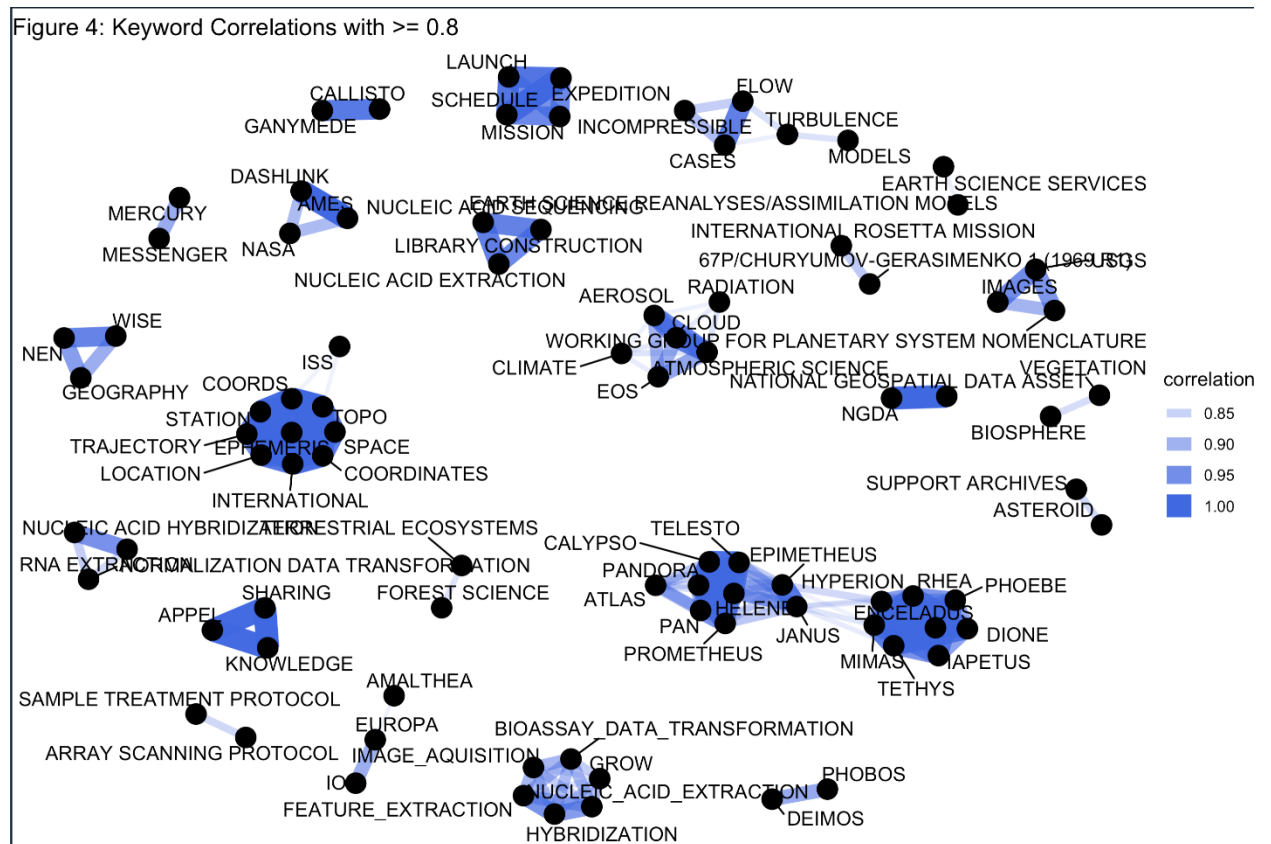 Figure 4: Keyword Correlations with >= 0.8
LAUNCH
FLOW
CALLISTO
SCHEDULE
EXPEDITION
GANYMEDE
MISSION
INCOMPRESSIBLE
TURBULENCE
CASES
MODELS
DASHLINK
EARTH SCIENCE SERVICES
AMES
NUCLEIC ACID SEQUENCING
EARTH SCIENCE REANALYSES/ASSIMILATION MODELS
MERCURY
MESSENGER
NASA
LIBRARY CONSTRUCTION
INTERNATIONAL ROSETTA MISSION
NUCLEIC ACID EXTRACTION
67P/CHURYUMOV-GERASIMENKO 1 (1969 R1)
USGS
RADIATION
IMAGES
AEROSOL
WISE
CLOUD
NEN
WORKING GROUP FOR PLANETARY SYSTEM NOMENCLATURE
ISS
CLIMATE
ATMOSPHERIC SCIENCE
VEGETATION
GEOGRAPHY
COORDS
EOS
NATIONAL GEOSPATIAL DATA ASSET
correlation
STATION
TOPO
NGDA
0.85
TRAJECTORY
EPHEMERIS
SPACE
BIOSPHERE
0.90
LOCATION
COORDINATES
0.95
INTERNATIONAL
SUPPORT ARCHIVES
1.00
ASTEROID
NUCLEIC ACID HYBRIDIZATION
TERRESTRIAL ECOSYSTEMS
TELESTO
CALYPSO
EPIMETHEUS
RNA EXTRACTION
NORMALIZATION DATA TRANSFORMATION
PANDORA
HYPERION
RHEA
PHOEBE
SHARING
FOREST SCIENCE
ATLAS
HELENE
ENCELADUS
APPEL
PAN
JANUS
DIONE
KNOWLEDGE
PROMETHEUS
MIMAS
IAPETUS
AMALTHEA
TETHYS
SAMPLE TREATMENT PROTOCOL
EUROPA
BIOASSAY_DATA_TRANSFORMATION
ARRAY SCANNING PROTOCOL
IMAGE_AQUISITION
GROW
IO
NUCLEIC_ACID_EXTRACTION
PHOBOS
FEATURE_EXTRACTION
DEIMOS
HYBRIDIZATION